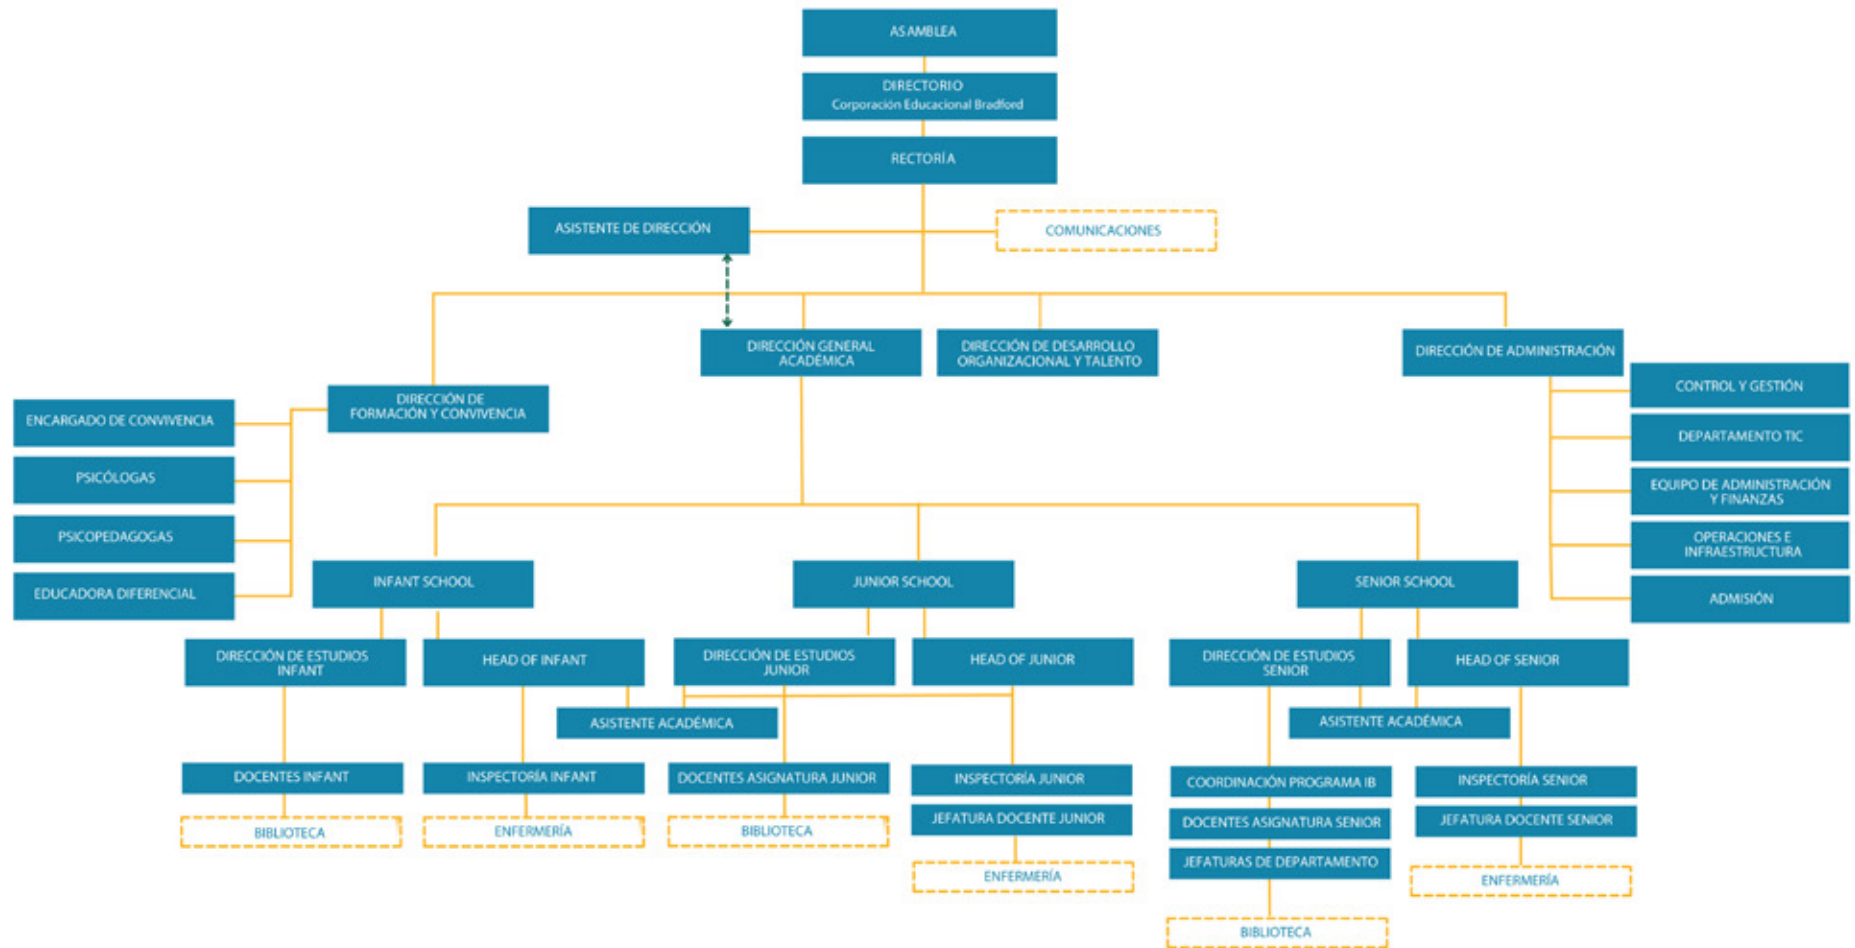 ASAMBLEA
DIRECTORIO
Corporación Educacional Bradford
RECTORÍA
ASISTENTE DE DIRECCIÓN
COMUNICACIONES
DIRECCIÓN GENERAL
ACADÉMICA
DIRECCIÓN DE DESARROLLO
ORGANIZACIONAL Y TALENTO
DIRECCIÓN DE ADMINISTRACIÓN
DIRECCIÓN DE
FORMACIÓN Y CONVIVENCIA
ENCARGADO DE CONVIVENCIA
PSICÓLOGAS
PSICOPEDAGOGAS
EDUCADORA DIFERENCIAL
CONTROL Y GESTIÓN
DEPARTAMENTO TIC
EQUIPO DE ADMINISTRACIÓN
Y FINANZAS
OPERACIONES E
INFRAESTRUCTURA
ADMISIÓN
INFANT SCHOOL
JUNIOR SCHOOL
SENIOR SCHOOL
DIRECCIÓN DE ESTUDIOS
INFANT
HEAD OF INFANT
DIRECCIÓN DE ESTUDIOS
JUNIOR
HEAD OF JUNIOR
DIRECCIÓN DE ESTUDIOS
SENIOR
HEAD OF SENIOR
ASISTENTE ACADÉMICA
ASISTENTE ACADÉMICA
DOCENTES INFANT
INSPECTORÍA INFANT
DOCENTES ASIGNATURA JUNIOR
INSPECTORÍA JUNIOR
COORDINACIÓN PROGRAMA IB
INSPECTORÍA SENIOR
BIBLIOTECA
ENFERMERÍA
BIBLIOTECA
JEFATURA DOCENTE JUNIOR
DOCENTES ASIGNATURA SENIOR
JEFATURA DOCENTE SENIOR
ENFERMERÍA
JEFATURAS DE DEPARTAMENTO
ENFERMERÍA
BIBLIOTECA